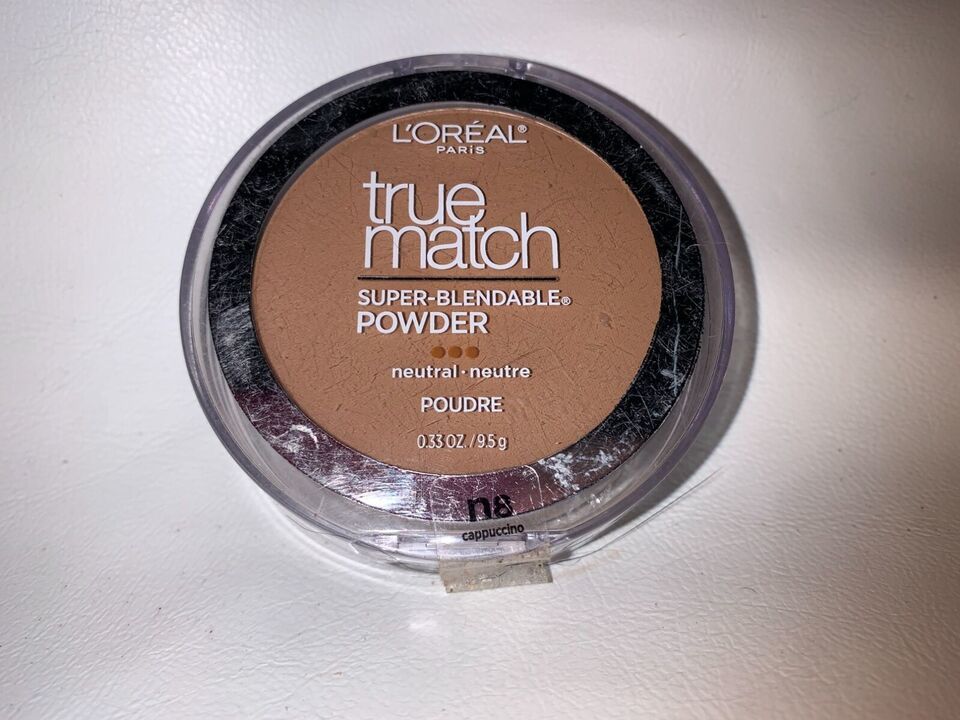 L'ORÉAL®
PARIS
true
match
SUPER-BLENDABLE®
POWDER
neutral · neutre
POUDRE
0.33 OZ. / 9.5 g
n8
cappuccino